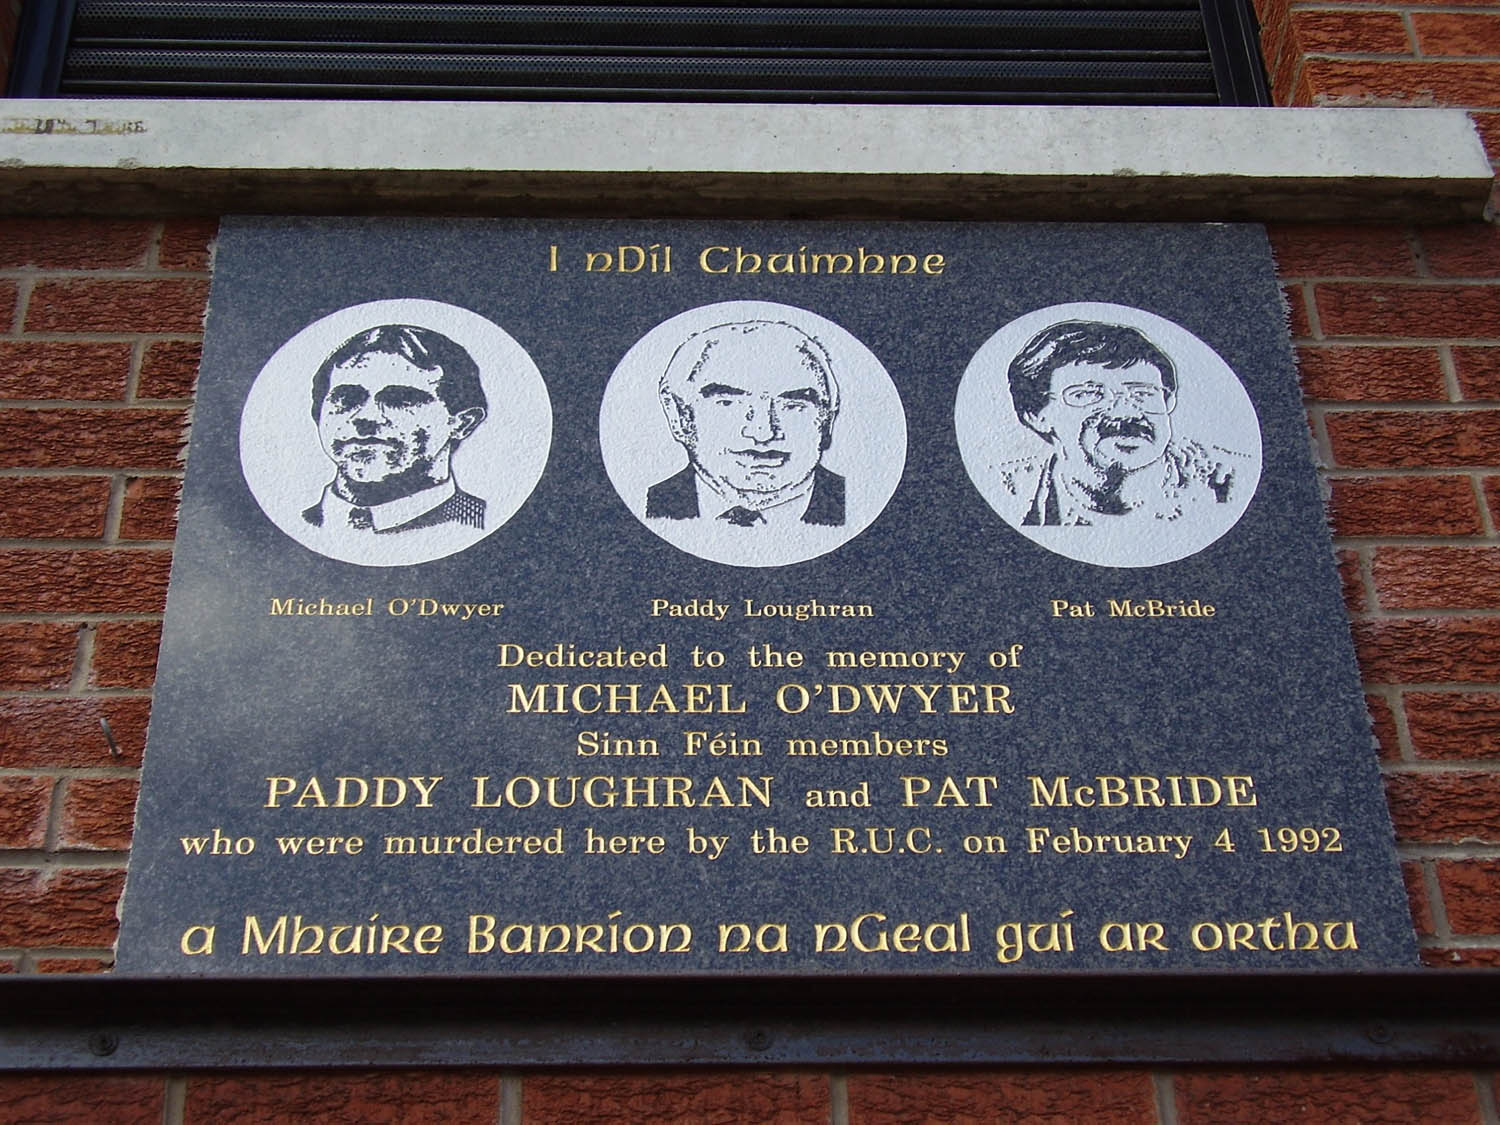 I nDíl Chuimhne
Michael O'Dwyer Paddy Loughran Pat McBride
Dedicated to the memory of
MICHAEL O'DWYER
Sinn Féin members
PADDY LOUGHRAN and PAT McBRIDE
who were murdered here by the R.U.C. on February 4 1992
a Mhuire Banríon na nGeal guí ar orthu